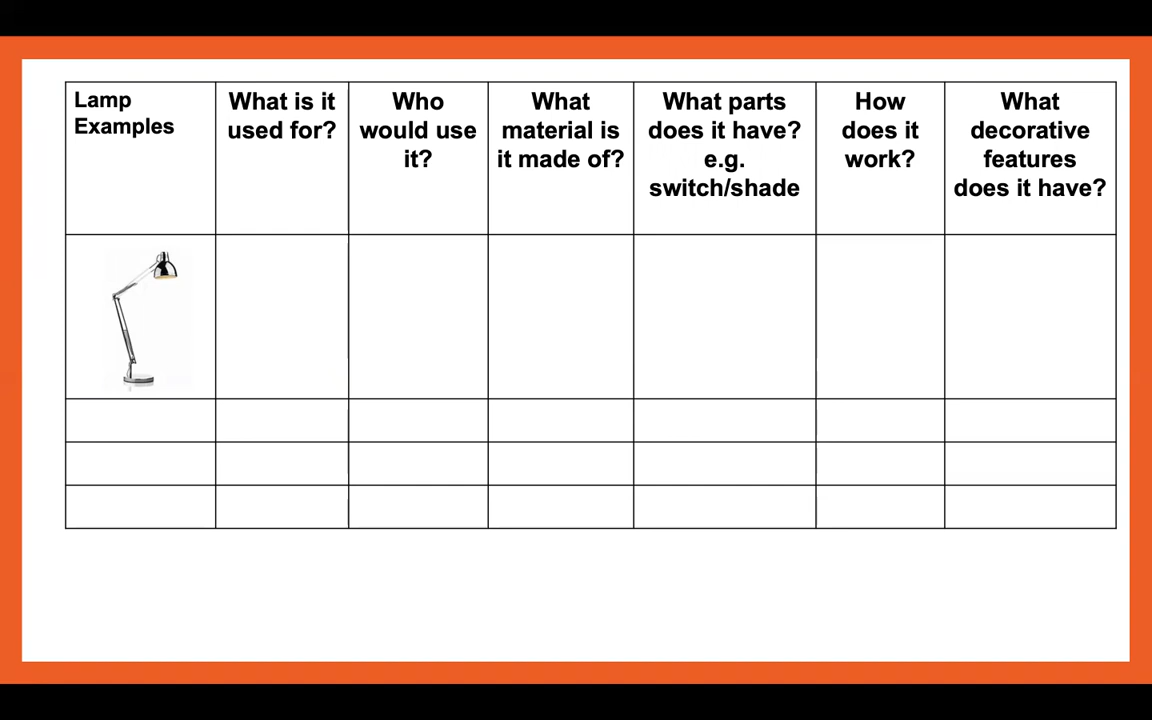 Lamp
Examples
What is it
used for?
Who
would use
it?
What
material is
it made of?
What parts
does it have?
e.g.
switch/shade
How
does it
work?
What
decorative
features
does it have?